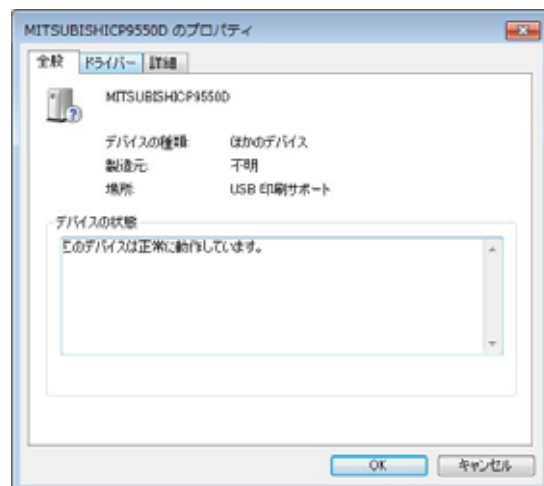 MITSUBISHICP9550D のプロパティ
全般 ドライバー 詳細
MITSUBISHICP9550D
デバイスの種類: ほかのデバイス
製造元: 不明
場所: USB 印刷サポート
デバイスの状態
このデバイスは正常に動作しています。
OK キャンセル